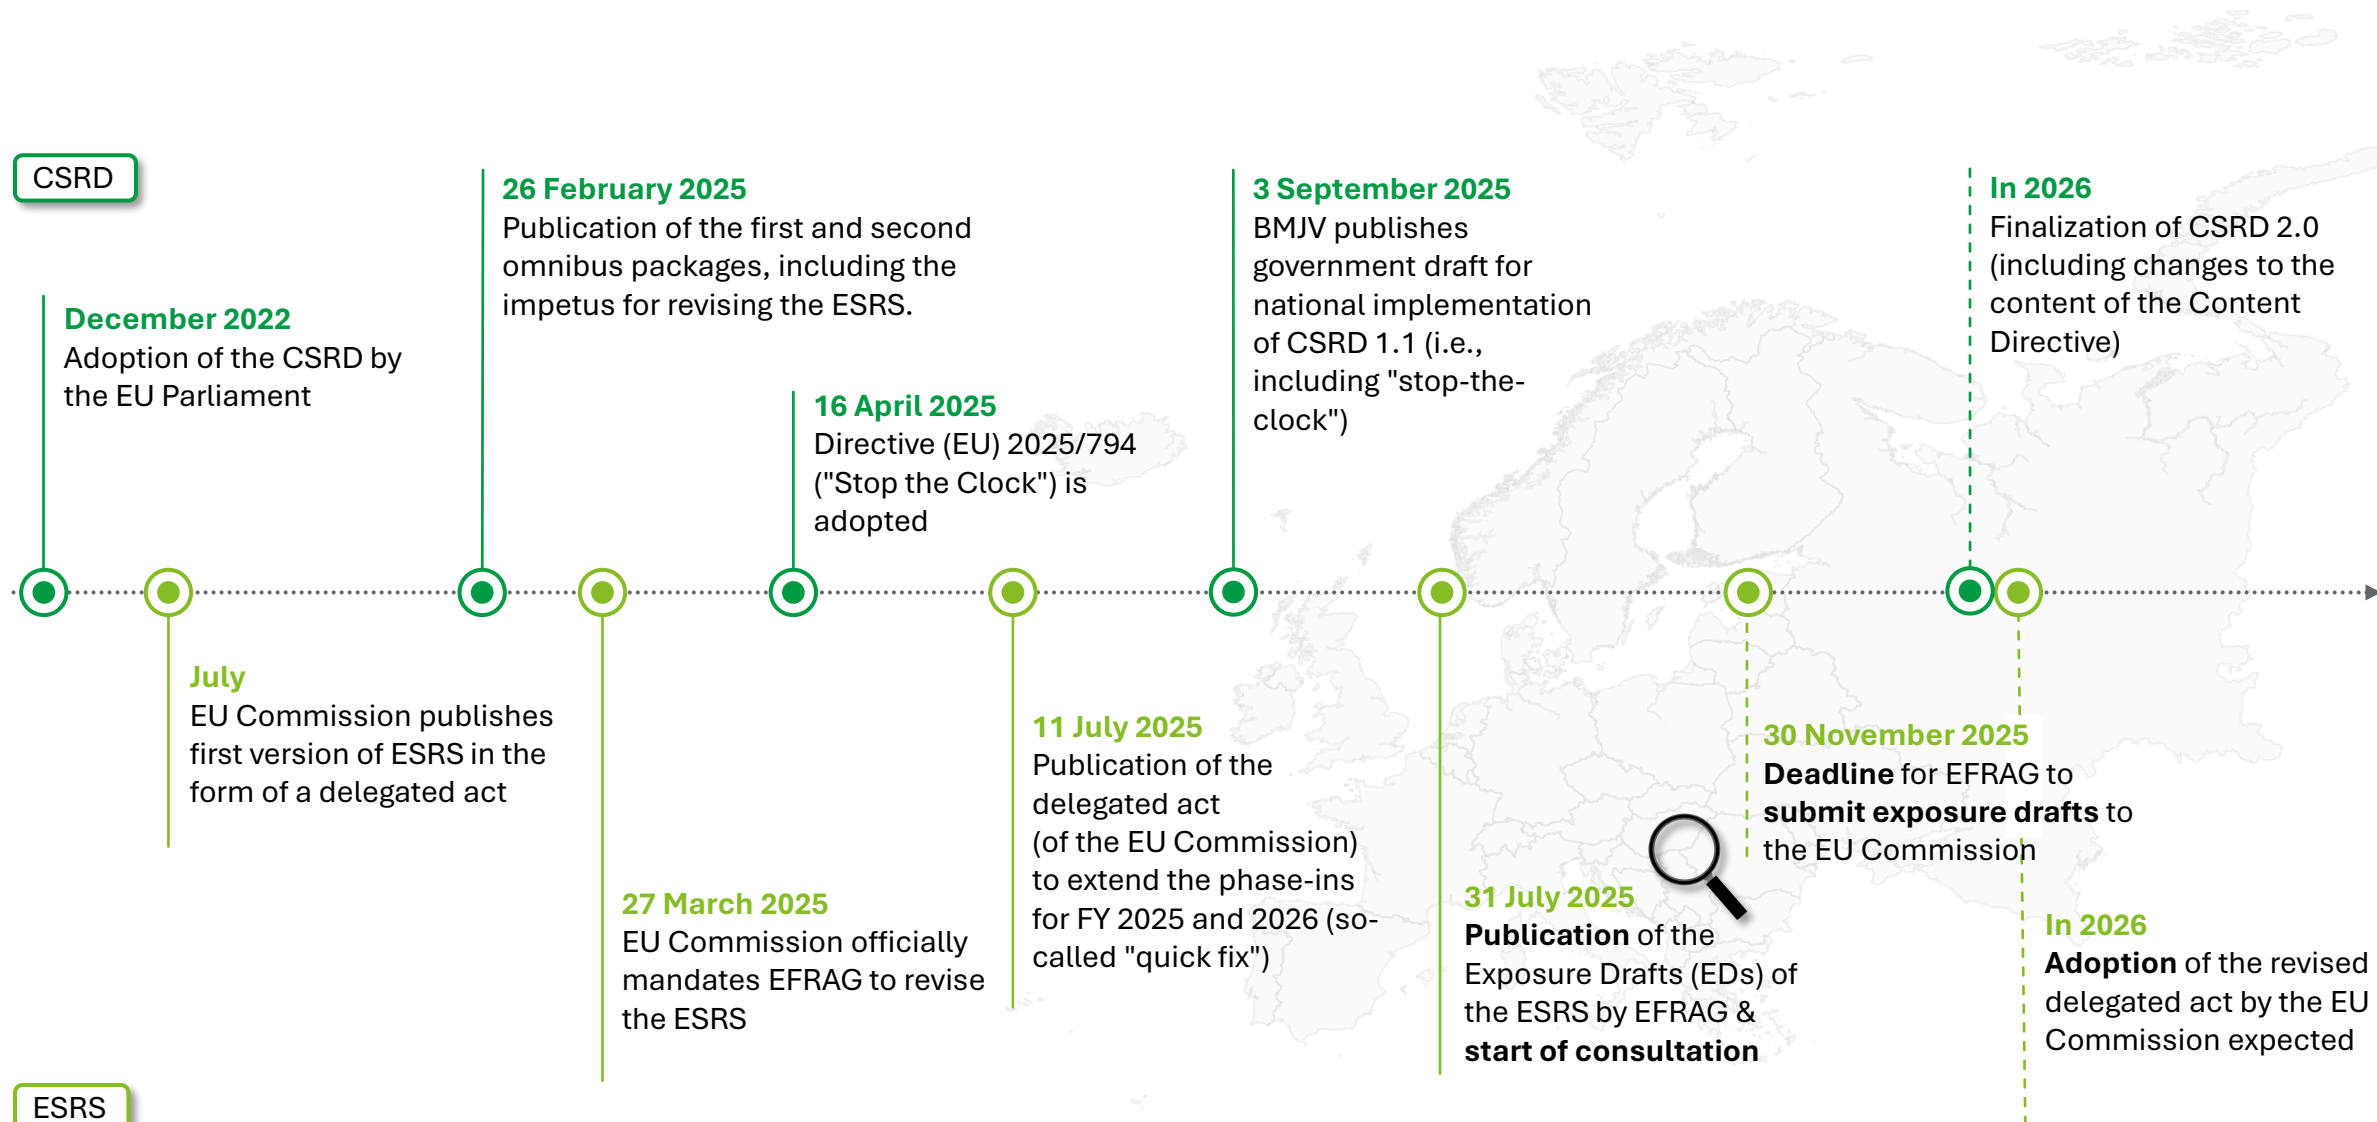 CSRD
December 2022
Adoption of the CSRD by
the EU Parliament
26 February 2025
Publication of the first and second
omnibus packages, including the
impetus for revising the ESRS.
16 April 2025
Directive (EU) 2025/794
("Stop the Clock") is
adopted
3 September 2025
BMJV publishes
government draft for
national implementation
of CSRD 1.1 (i.e.,
including "stop-the-
clock")
In 2026
Finalization of CSRD 2.0
(including changes to the
content of the Content
Directive)
July
EU Commission publishes
first version of ESRS in the
form of a delegated act
27 March 2025
EU Commission officially
mandates EFRAG to revise
the ESRS
11 July 2025
Publication of the
delegated act
(of the EU Commission)
to extend the phase-ins
for FY 2025 and 2026 (so-
called "quick fix")
31 July 2025
Publication of the
Exposure Drafts (EDs) of
the ESRS by EFRAG &
start of consultation
30 November 2025
Deadline for EFRAG to
submit exposure drafts to
the EU Commission
In 2026
Adoption of the revised
delegated act by the EU
Commission expected
ESRS